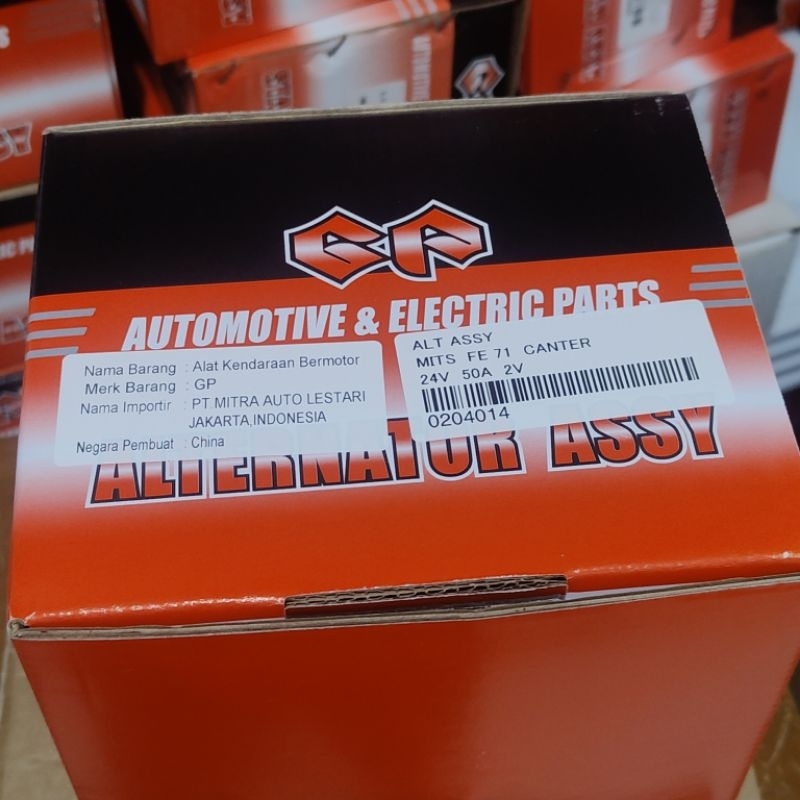 GP
AUTOMOTIVE & ELECTRIC PARTS
Nama Barang : Alat Kendaraan Bermotor
Merk Barang : GP
Nama Importir : PT.MITRA AUTO LESTARI
JAKARTA,INDONESIA
Negara Pembuat : China
ALT ASSY
MITS FE 71 CANTER
24V 50A 2V
0204014
ALTERNATOR ASSY